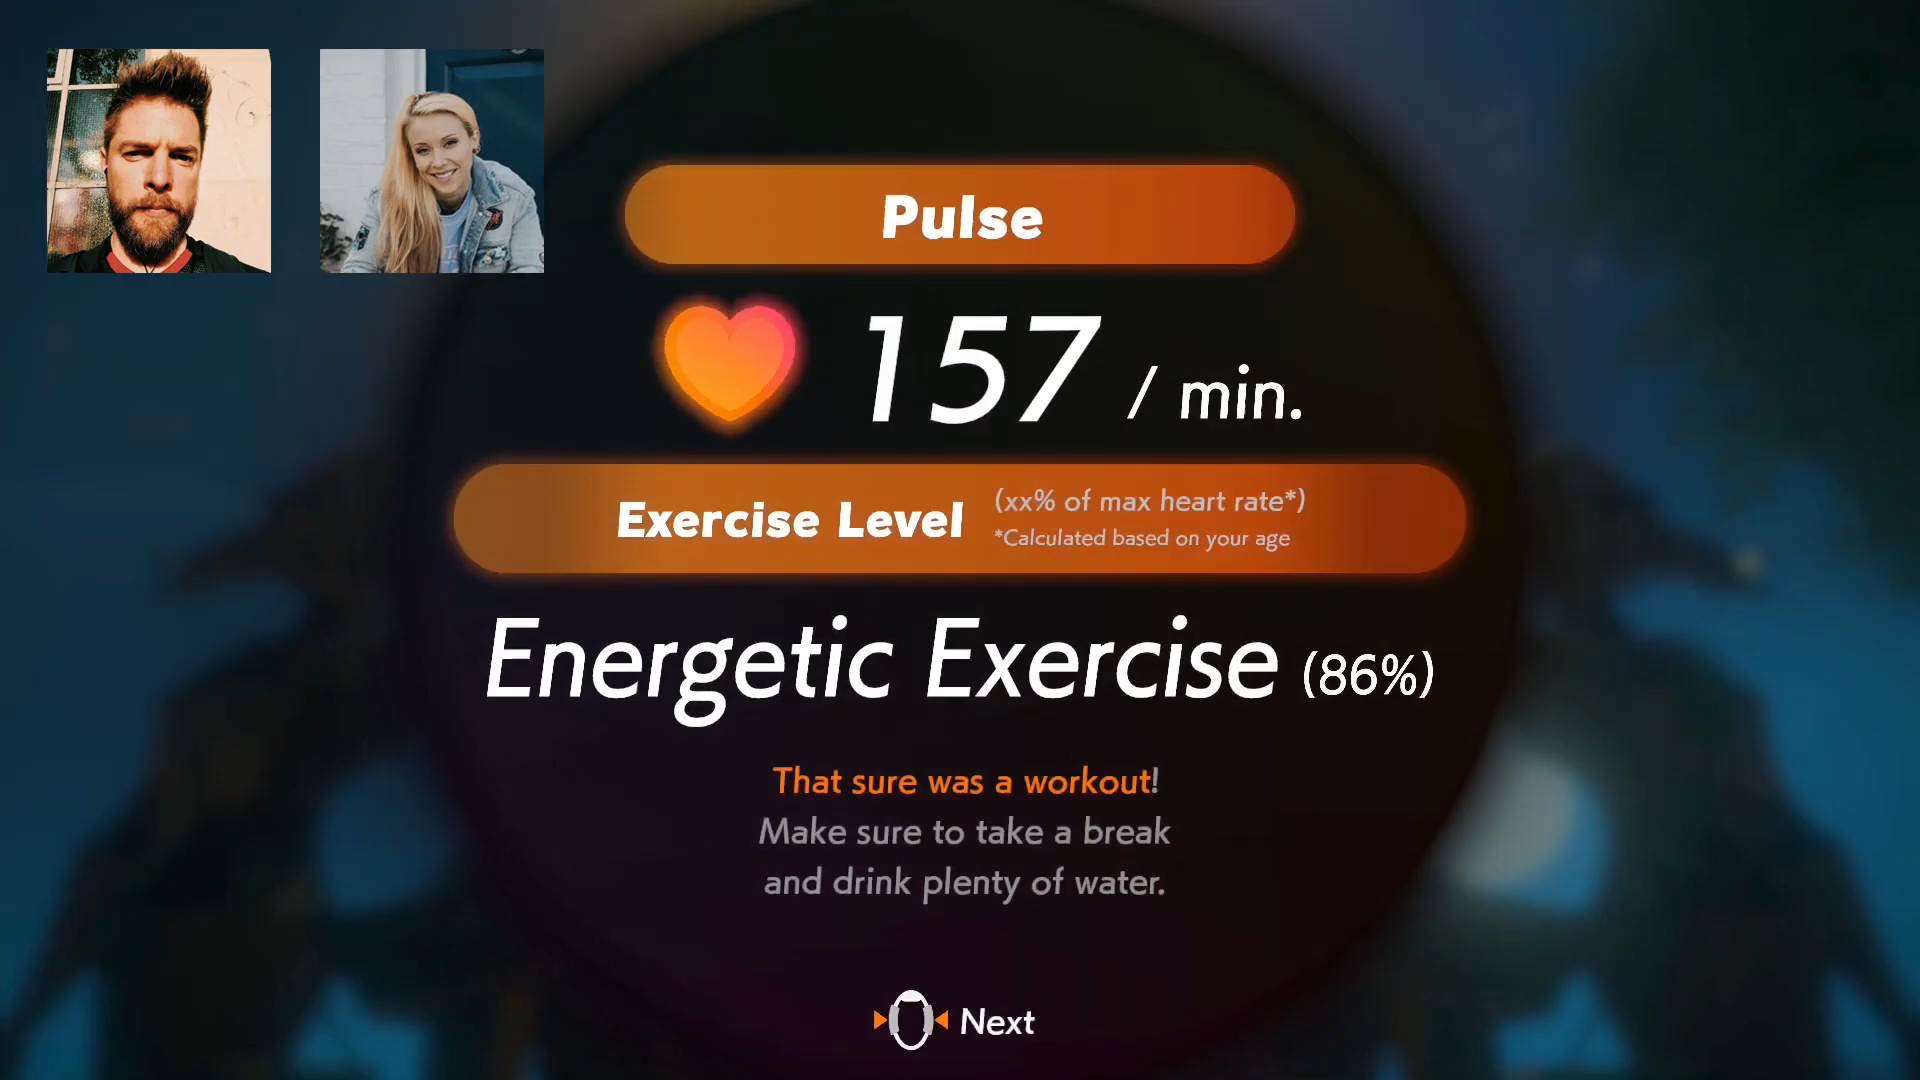 Pulse
157 / min.
Exercise Level
(xx% of max heart rate*)
*Calculated based on your age
Energetic Exercise (86%)
That sure was a workout!
Make sure to take a break
and drink plenty of water.
Next